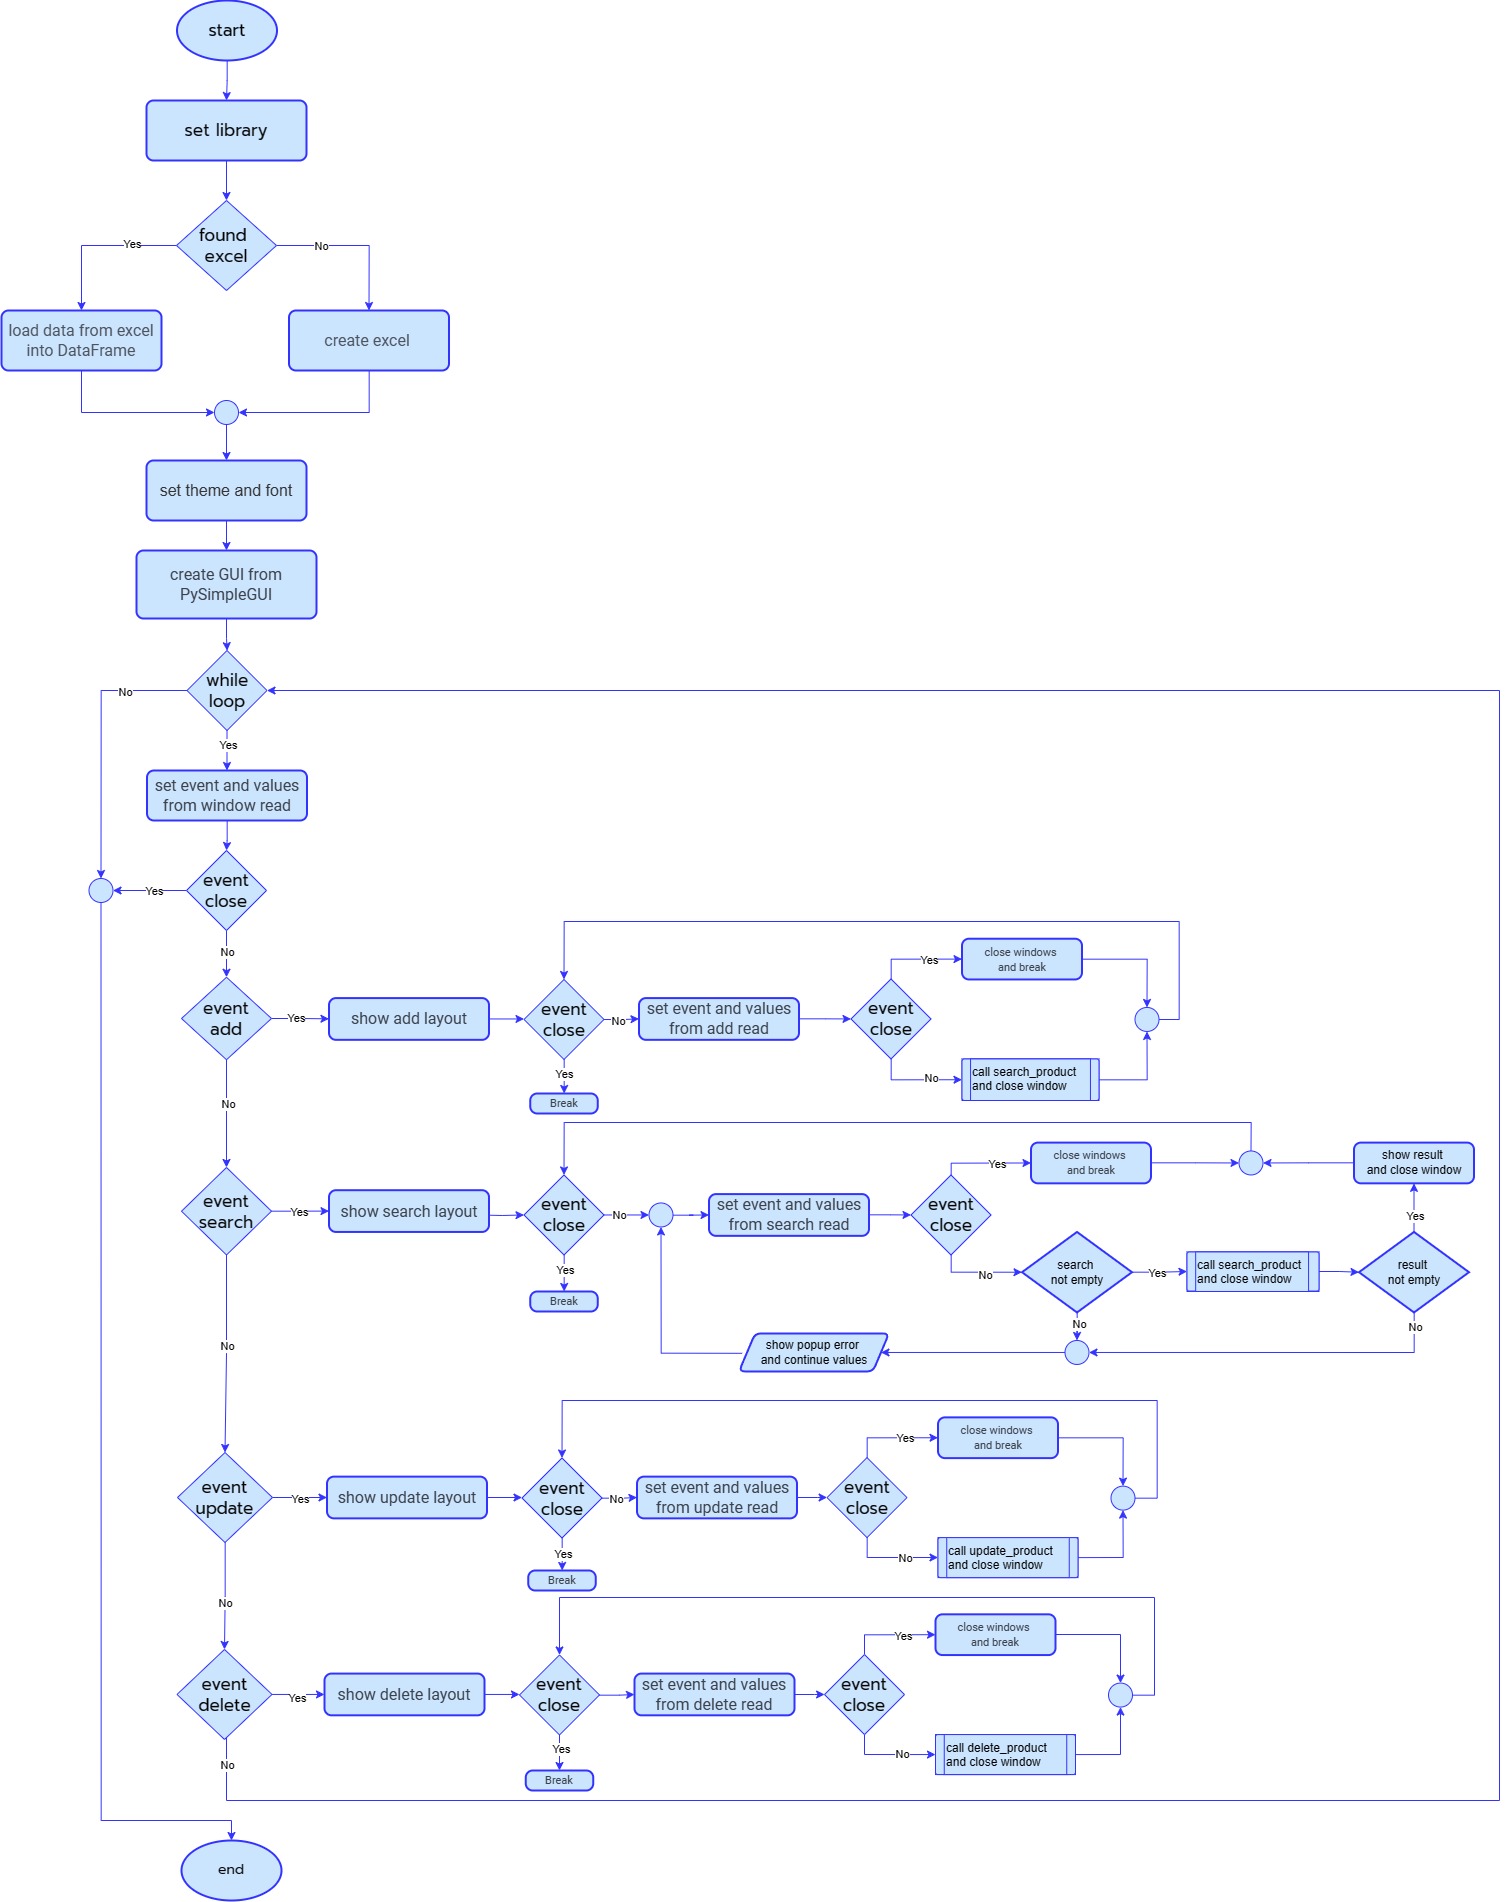 start
set library
found
excel
Yes
No
load data from excel
into DataFrame
create excel
set theme and font
create GUI from
PySimpleGUI
while
loop
No
Yes
set event and values
from window read
event
close
Yes
No
event
add
Yes
show add layout
event
close
No
set event and values
from add read
event
close
Yes
close windows
and break
No
call search_product
and close window
Yes
Break
No
event
search
Yes
show search layout
event
close
No
set event and values
from search read
event
close
Yes
close windows
and break
show result
and close window
Yes
No
search
not empty
Yes
call search_product
and close window
result
not empty
No
No
show popup error
and continue values
Yes
Break
No
event
update
Yes
show update layout
event
close
No
set event and values
from update read
event
close
Yes
close windows
and break
No
call update_product
and close window
Yes
Break
No
event
delete
Yes
show delete layout
event
close
set event and values
from delete read
event
close
Yes
close windows
and break
No
call delete_product
and close window
Yes
Break
No
end